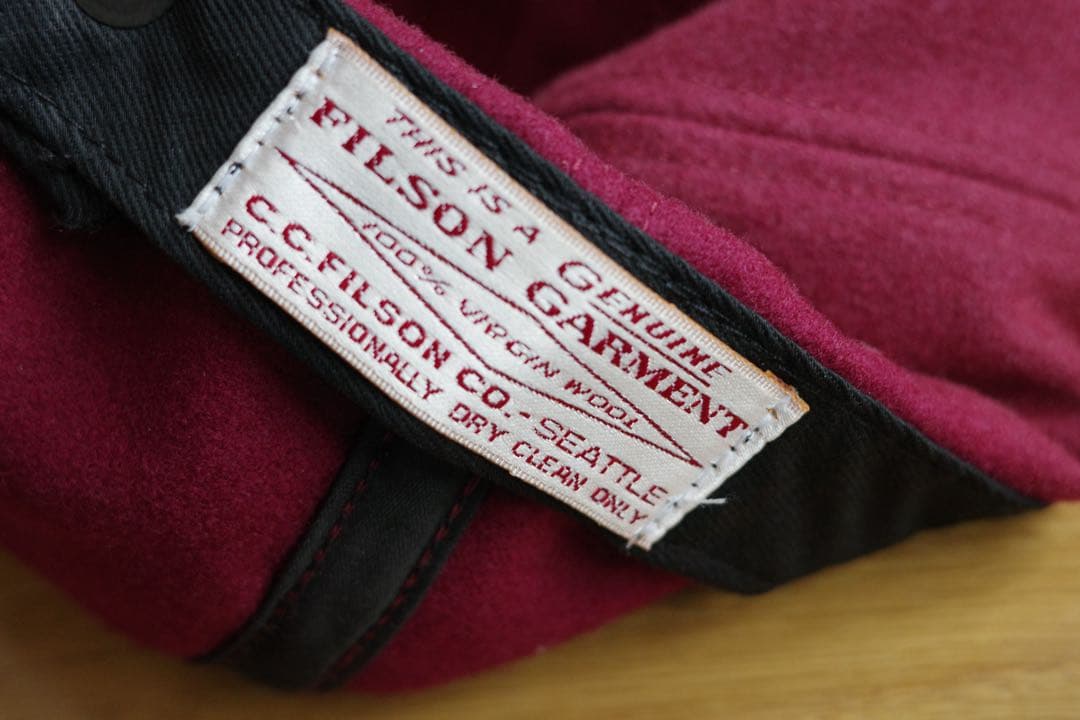 THIS IS A GENUINE
FILSON GARMENT
100% VIRGIN WOOL
C.C. FILSON CO. - SEATTLE
PROFESSIONALLY DRY CLEAN ONLY